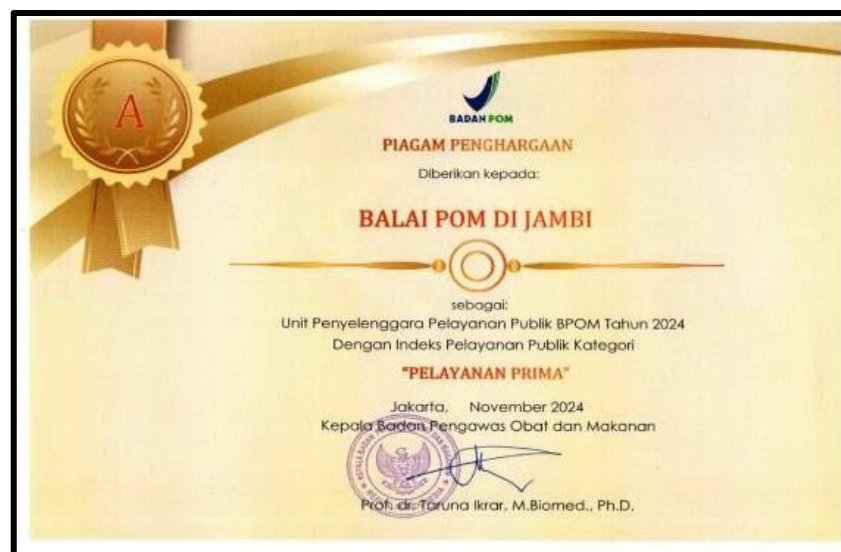 A
BADAN POM
PIAGAM PENGHARGAAN
Diberikan kepada:
BALAI POM DI JAMBI
sebagai:
Unit Penyelenggara Pelayanan Publik BPOM Tahun 2024
Dengan Indeks Pelayanan Publik Kategori
"PELAYANAN PRIMA"
Jakarta, November 2024
Kepala Badan Pengawas Obat dan Makanan
Prof. dr. Taruna Ikrar, M.Biomed., Ph.D.